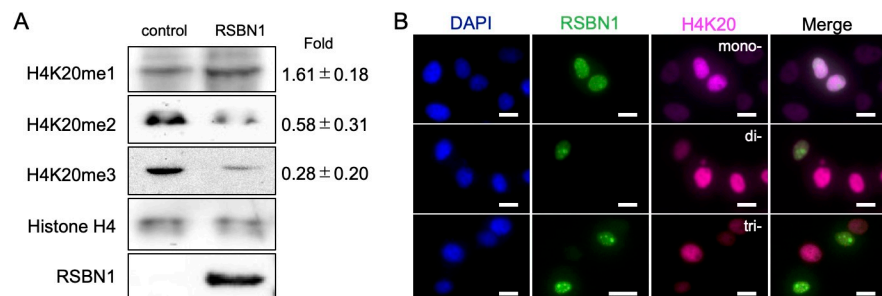 A
control RSBN1 Fold
H4K20me1 1.61±0.18
H4K20me2 0.58±0.31
H4K20me3 0.28±0.20
Histone H4
RSBN1
B
DAPI RSBN1 H4K20 Merge
mono-
di-
tri-